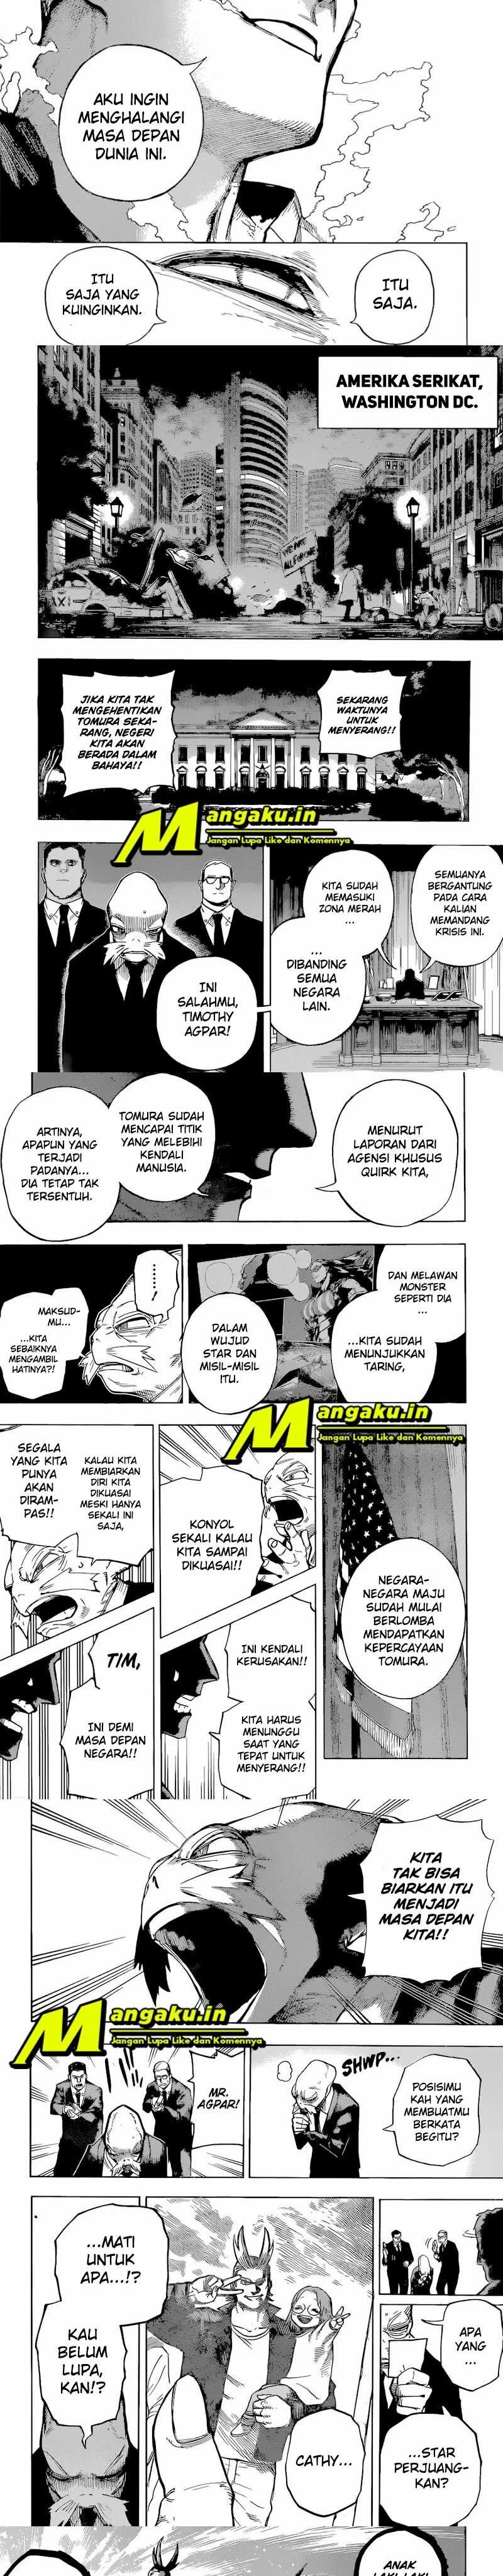 AKU INGIN
MENGHALANGI
MASA DEPAN
DUNIA INI.
ITU
SAJA.
ITU
SAJA YANG
KUINGINKAN.
AMERIKA SERIKAT,
WASHINGTON DC.
SEKARANG
WAKTUNYA
UNTUK
MENYERANG!!
JIKA KITA TAK
MENGEHENTIKAN
TOMURA SEKA-
RANG, NEGERI
KITA AKAN
BERADA DALAM
BAHAYA!!
Mangaku.in
Jangan Lupa Like dan Komennya
SEMUANYA
BERGANTUNG
PADA CARA
KALIAN
MEMANDANG
KRISIS INI.
KITA SUDAH
MEMASUKI
ZONA MERAH
...
...
DIBANDING
SEMUA
NEGARA
LAIN.
INI
SALAHMU,
TIMOTHY
AGPAR!
MENURUT
LAPORAN DARI
AGENSI KHUSUS
QUIRK KITA,
TOMURA SUDAH
MENCAPAI TITIK
YANG MELEBIHI
KENDALI
MANUSIA.
ARTINYA,
APAPUN YANG
TERJADI
PADANYA...
DIA TETAP TAK
TERSENTUH.
DAN MELAWAN
MONSTER
SEPERTI DIA
...
...KITA SUDAH
MENUNJUKKAN
TARING,
DALAM
WUJUD
STAR DAN
MISIL-MISIL
ITU.
......
MAKSUD-
MU...
...KITA
SEBAIKNYA
MENGAMBIL
HATINYA?!
Mangaku.in
Jangan Lupa Like dan Komennya
NEGARA-
NEGARA MAJU
SUDAH MULAI
BERLOMBA
MENDAPATKAN
KEPERCAYAAN
TOMURA.
KONYOL
SEKALI KALAU
KITA SAMPAI
DIKUASAI!!
KALAU KITA
MEMBIARKAN
DIRI KITA
DIKUASAI
MESKI HANYA
SEKALI INI
SAJA,
SEGALA
YANG KITA
PUNYA
AKAN
DIRAM-
PAS!!
INI KENDALI
KERUSAKAN!!
KITA HARUS
MENUNGGU
SAAT YANG
TEPAT UNTUK
MENYERANG!!
TIM,
INI DEMI
MASA DEPAN
NEGARA!!
KITA
TAK BISA
BIARKAN ITU
MENJADI
MASA DEPAN
KITA!!
Mangaku.in
Jangan Lupa Like dan Komennya
POSISIMU
KAH YANG
MEMBUATMU
BERKATA
BEGITU?
SHWP...
MR.
AGPAR!
APA
YANG
...
...STAR
PERJUANG-
KAN?
CATHY...
...MATI
UNTUK
APA...!?
KAU
BELUM
LUPA,
KAN!?
ANAK